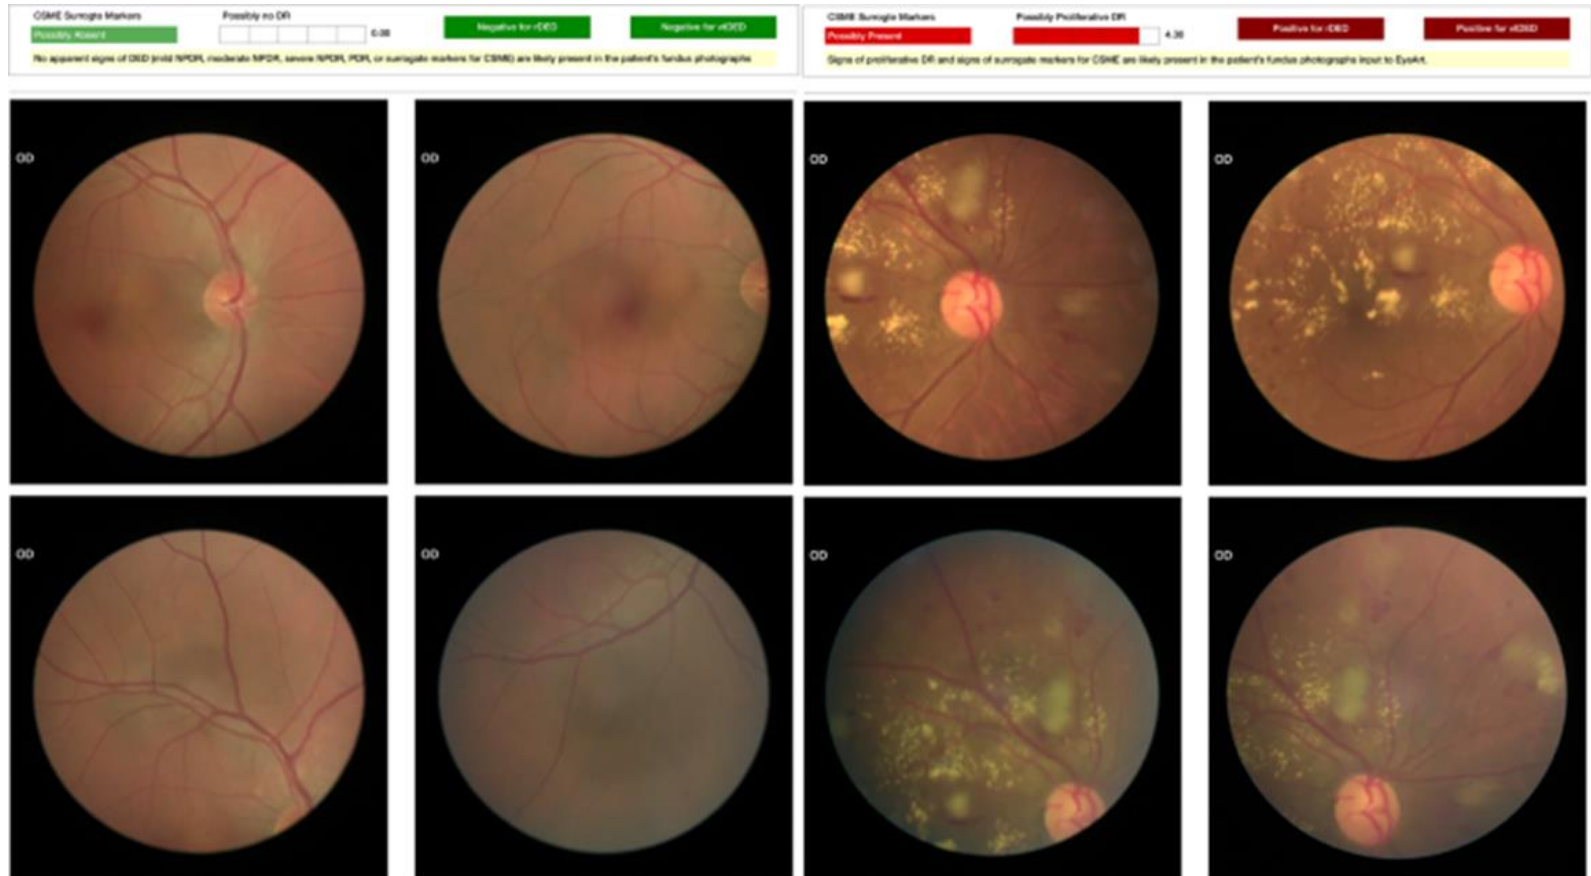 CSME Surrogte Markers
Possibly no DR
Possibly Absent
0.00
Negative for rDED
Negative for vtDED
No apparent signs of DED (mild NPDR, moderate NPDR, severe NPDR, PDR, or surrogate markers for CSME) are likely present in the patient's fundus photographs
CSME Surrogte Markers
Possibly Proliferative DR
Possibly Present
4.30
Positive for rDED
Positive for vtDED
Signs of proliferative DR and signs of surrogate markers for CSME are likely present in the patient's fundus photographs input to EyeArt.
OD
OD
OD
OD
OD
OD
OD
OD